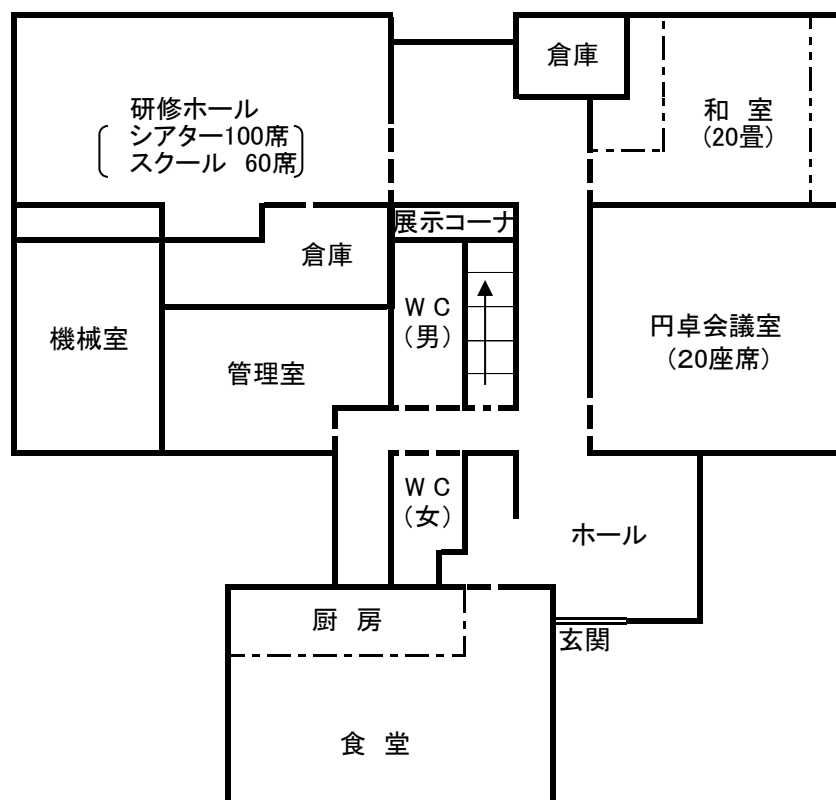 倉庫
研修ホール
シアター100席
スクール 60席
和 室
(20畳)
展示コーナ
倉庫
機械室
管理室
W C
(男)
円卓会議室
(20座席)
W C
(女)
ホール
厨 房
玄関
食 堂